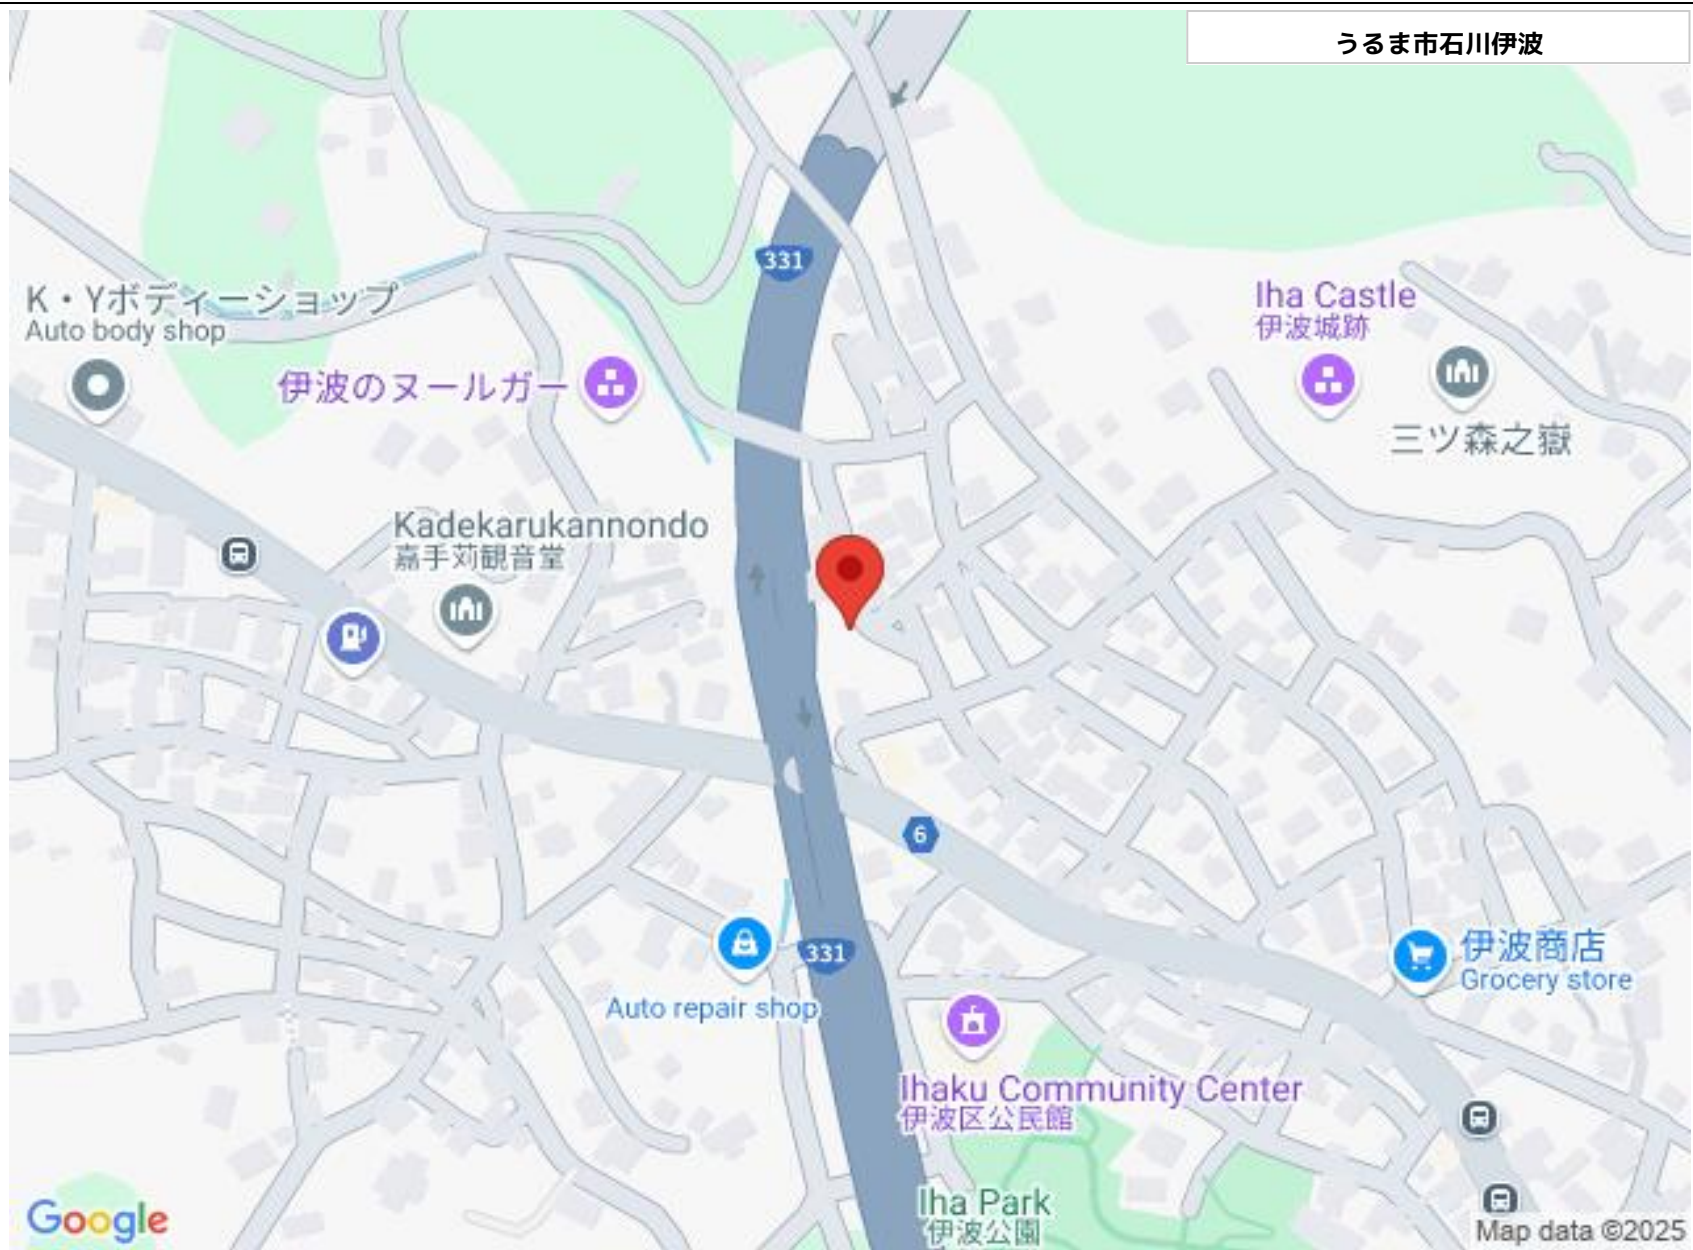 うるま市石川伊波
331
K・Yボディーショップ
Auto body shop
Iha Castle
伊波城跡
伊波のヌールガー
三ツ森之嶽
Kadekarukannondo
嘉手苅観音堂
6
331
伊波商店
Grocery store
Auto repair shop
Ihaku Community Center
伊波区公民館
Iha Park
伊波公園
Google
Map data ©2025